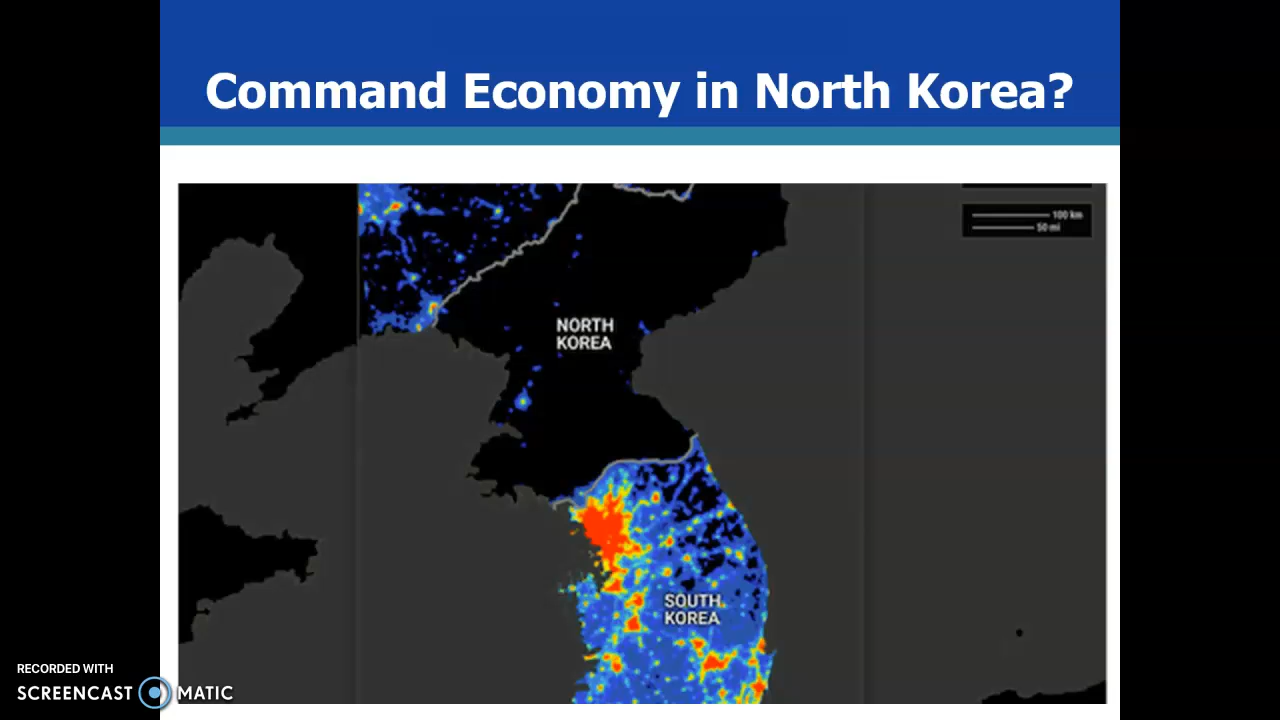 Command Economy in North Korea?
100 km
50 mi
NORTH
KOREA
SOUTH
KOREA
RECORDED WITH
SCREENCAST MATIC